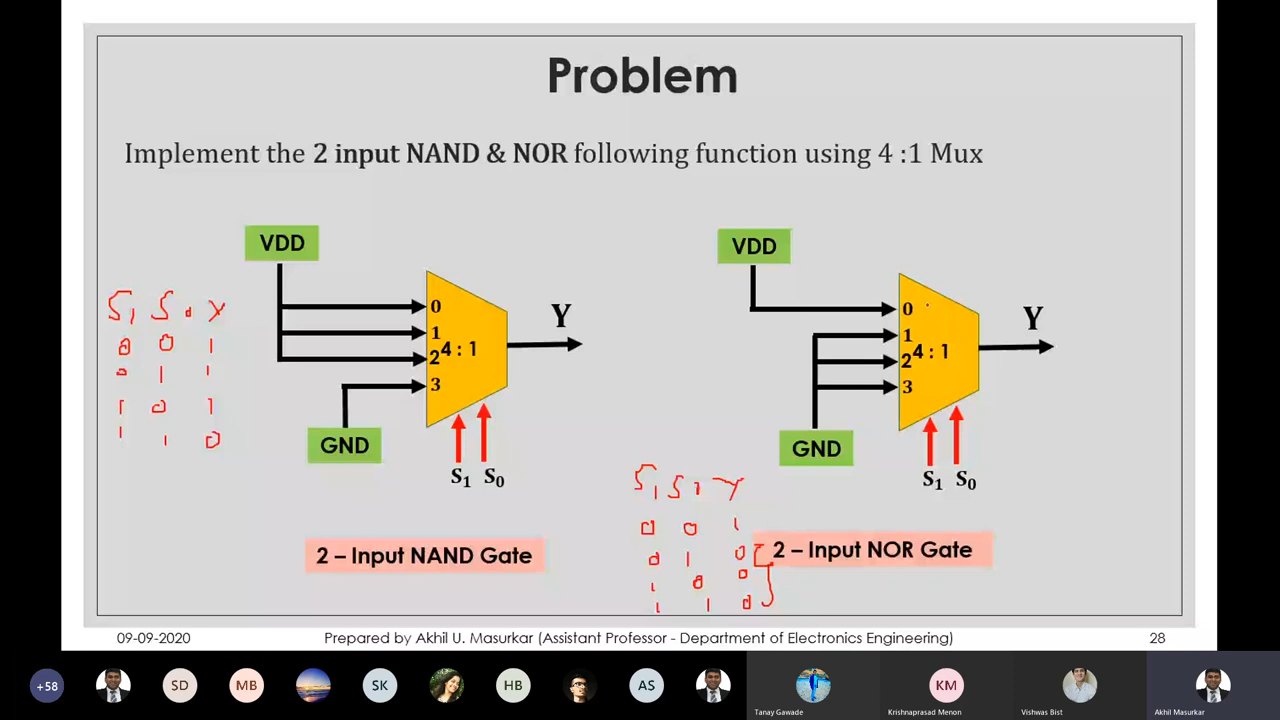 Problem
Implement the 2 input NAND & NOR following function using 4 :1 Mux
VDD
0
1
2
3
4 : 1
Y
GND
S1 S0
2 – Input NAND Gate
S1 S0 Y
0 0 1
0 1 1
1 0 1
1 1 0
VDD
0
1
2
3
4 : 1
Y
GND
S1 S0
2 – Input NOR Gate
S1 S0 Y
0 0 1
0 1 0
1 0 0
1 1 0
09-09-2020
Prepared by Akhil U. Masurkar (Assistant Professor - Department of Electronics Engineering)
28
+58
SD
MB
SK
HB
AS
Tanay Gawade
KM
Krishnaprasad Menon
Vishwas Bist
Akhil Masurkar